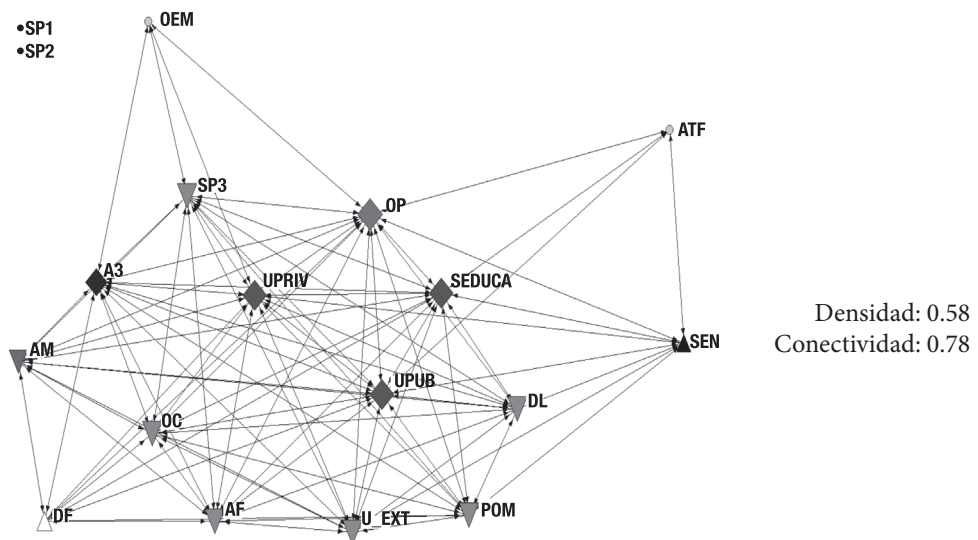 •SP1
•SP2
OEM
ATF
SP3
OP
A3
UPRIV
SEDUCA
Densidad: 0.58
Conectividad: 0.78
SEN
AM
UPUB
DL
OC
DF
AF
U_EXT
POM